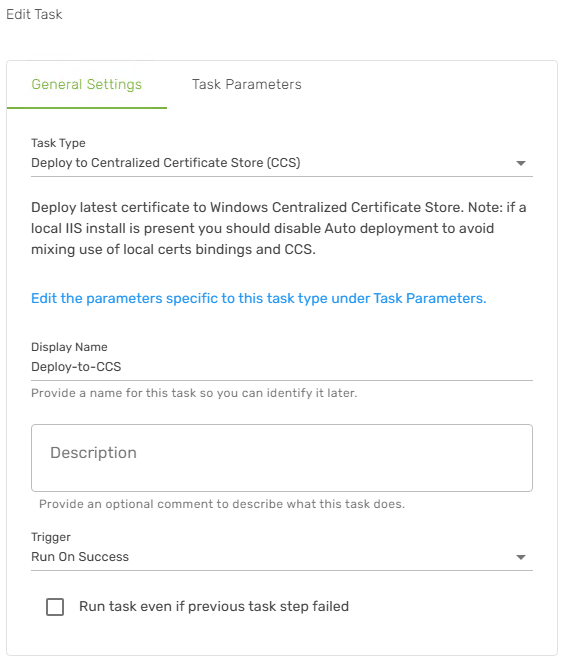 Edit Task
General Settings
Task Parameters
Task Type
Deploy to Centralized Certificate Store (CCS)
Deploy latest certificate to Windows Centralized Certificate Store. Note: if a
local IIS install is present you should disable Auto deployment to avoid
mixing use of local certs bindings and CCS.
Edit the parameters specific to this task type under Task Parameters.
Display Name
Deploy-to-CCS
Provide a name for this task so you can identify it later.
Description
Provide an optional comment to describe what this task does.
Trigger
Run On Success
Run task even if previous task step failed